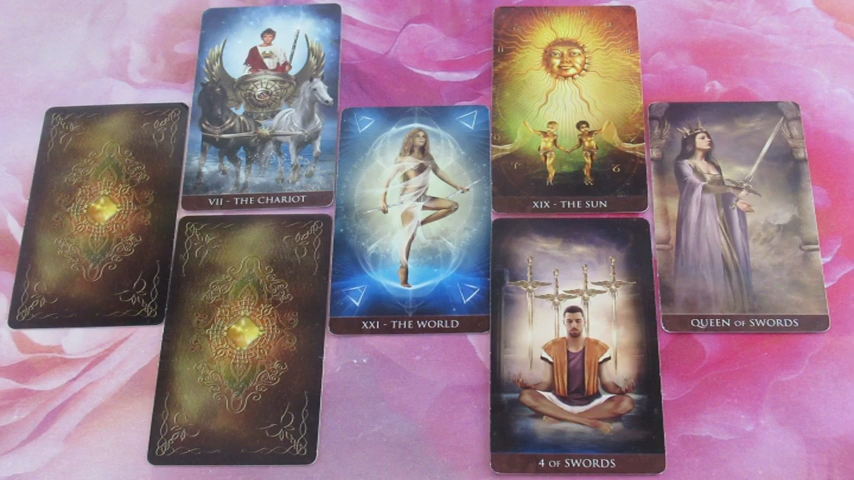 VII - THE CHARIOT
XIX - THE SUN
XXI - THE WORLD
QUEEN OF SWORDS
4 OF SWORDS